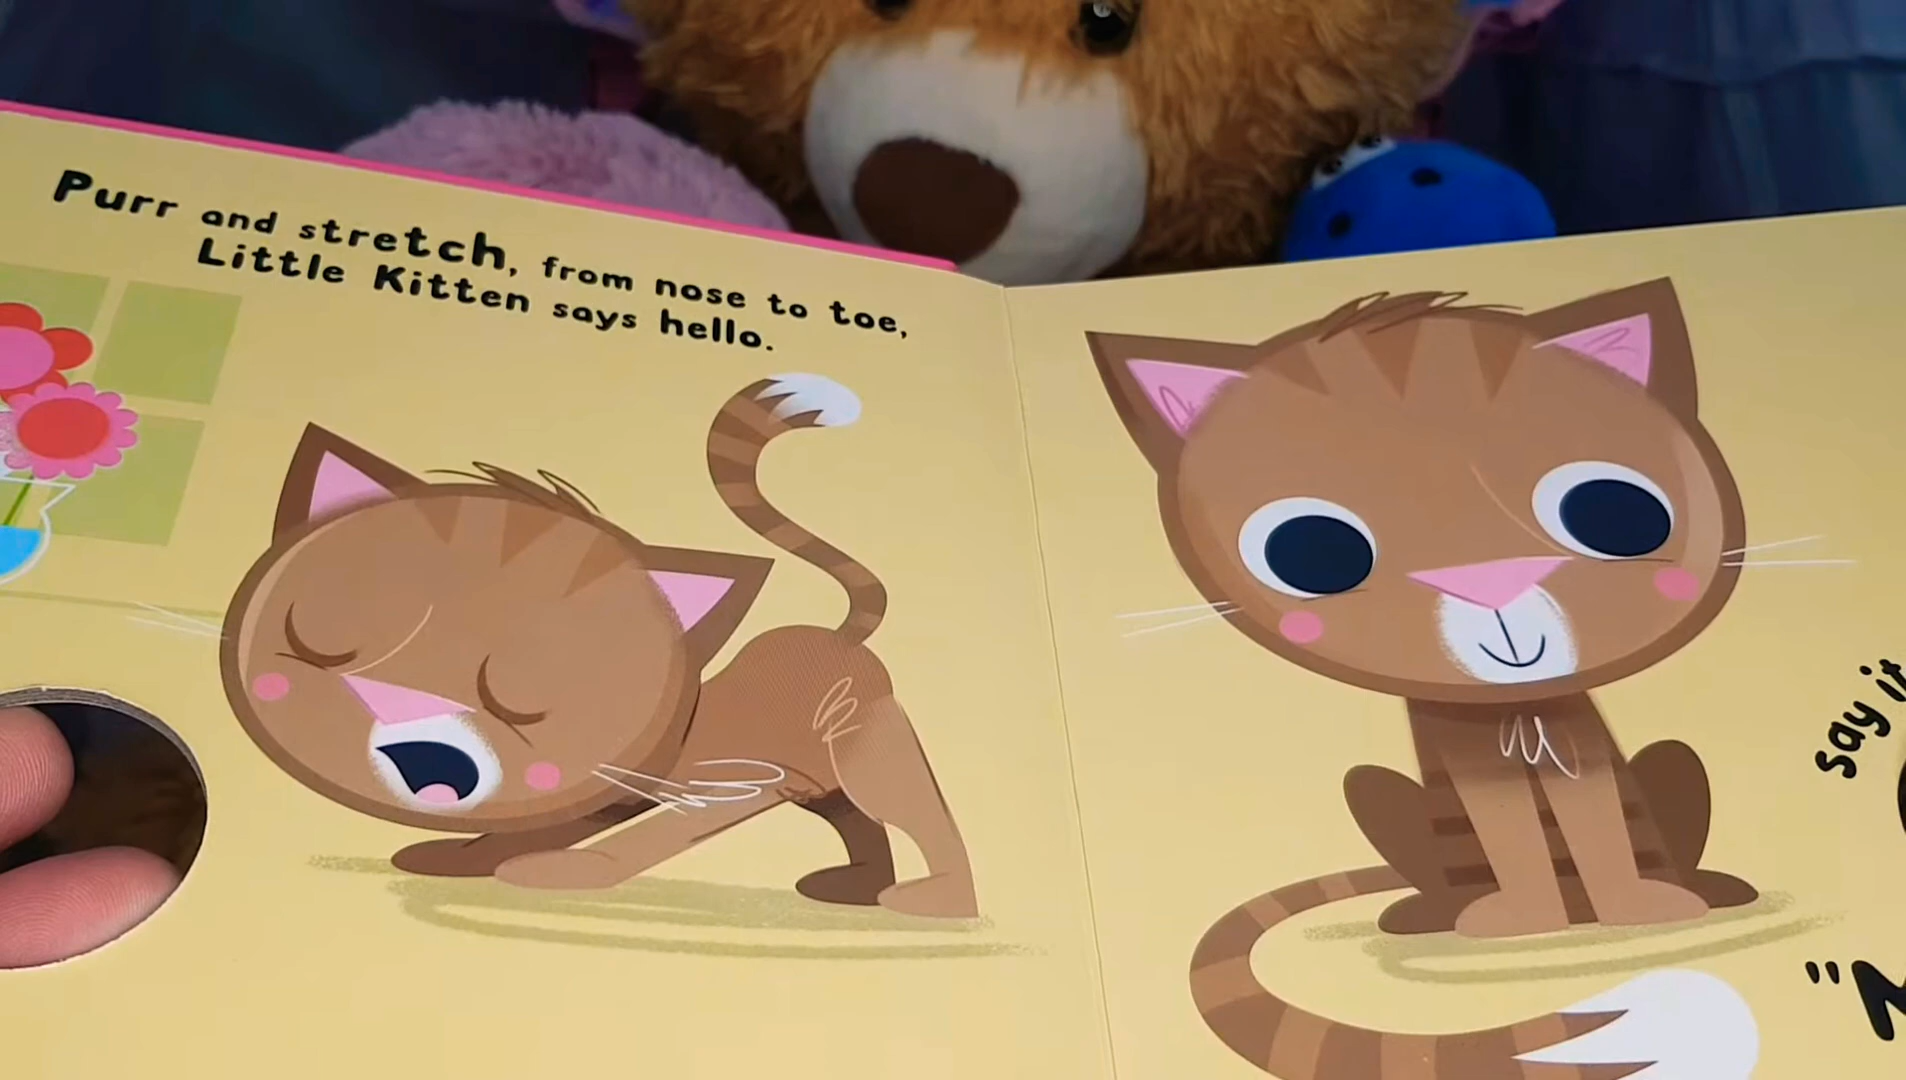 Purr and stretch, from nose to toe,
Little Kitten says hello.
say it